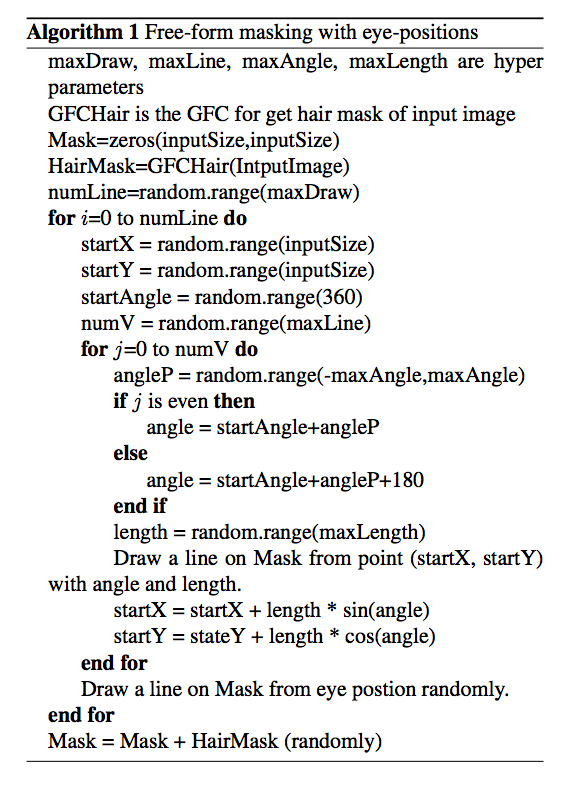 Algorithm 1 Free-form masking with eye-positions
maxDraw, maxLine, maxAngle, maxLength are hyper
parameters
GFCHair is the GFC for get hair mask of input image
Mask=zeros(inputSize,inputSize)
HairMask=GFCHair(IntputImage)
numLine=random.range(maxDraw)
for i=0 to numLine do
startX = random.range(inputSize)
startY = random.range(inputSize)
startAngle = random.range(360)
numV = random.range(maxLine)
for j=0 to numV do
angleP = random.range(-maxAngle,maxAngle)
if j is even then
angle = startAngle+angleP
else
angle = startAngle+angleP+180
end if
length = random.range(maxLength)
Draw a line on Mask from point (startX, startY)
with angle and length.
startX = startX + length * sin(angle)
startY = stateY + length * cos(angle)
end for
Draw a line on Mask from eye postion randomly.
end for
Mask = Mask + HairMask (randomly)